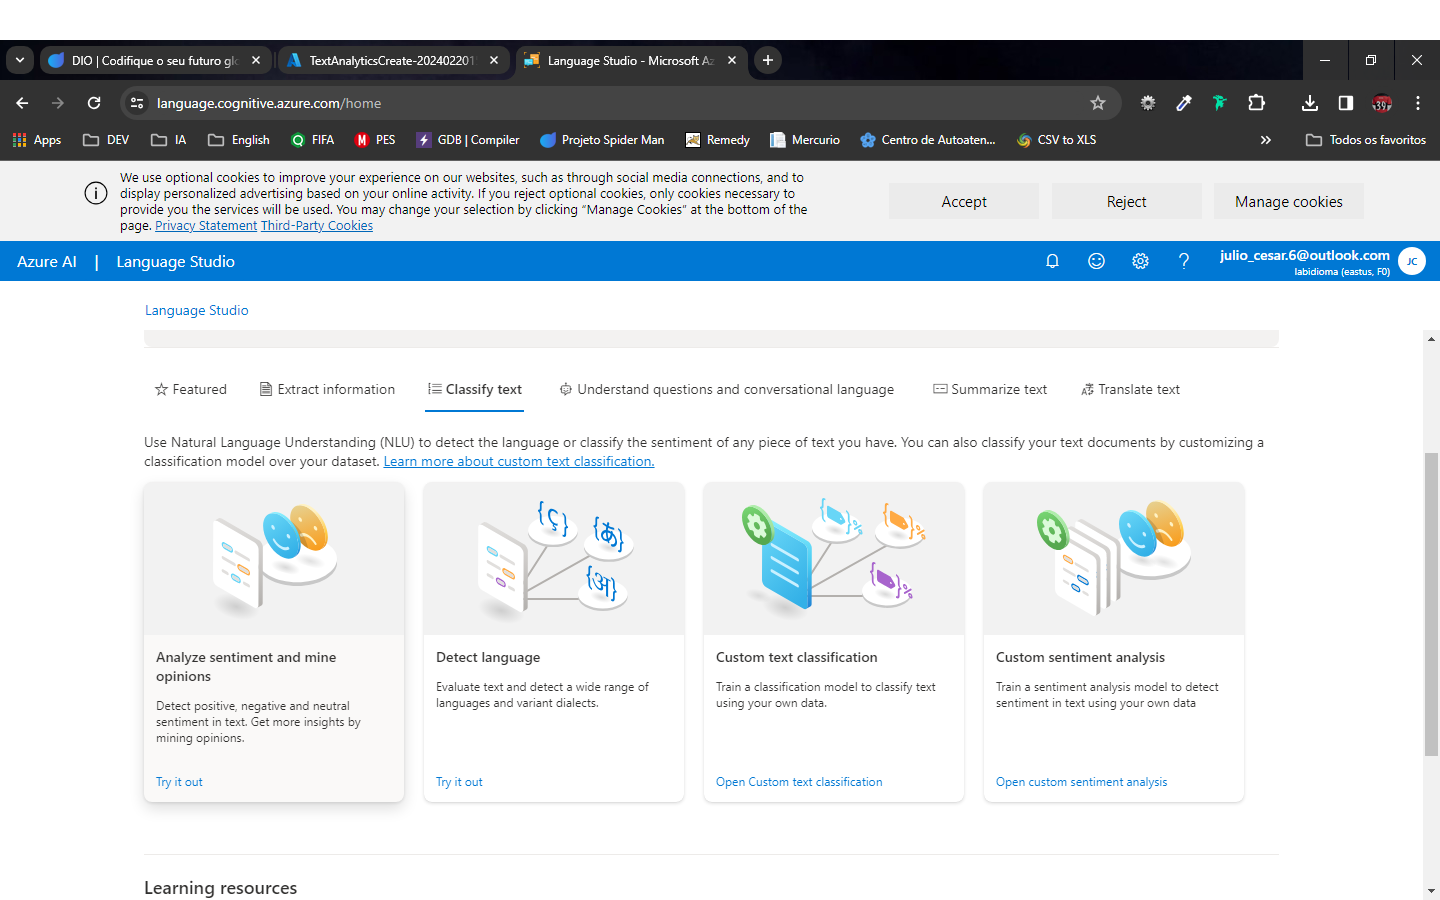 DIO | Codifique o seu futuro glo
TextAnalyticsCreate-2024022015
Language Studio - Microsoft Az
language.cognitive.azure.com/home
Apps
DEV
IA
English
FIFA
PES
GDB | Compiler
Projeto Spider Man
Remedy
Mercurio
Centro de Autoaten...
CSV to XLS
Todos os favoritos
We use optional cookies to improve your experience on our websites, such as through social media connections, and to
display personalized advertising based on your online activity. If you reject optional cookies, only cookies necessary to
provide you the services will be used. You may change your selection by clicking “Manage Cookies” at the bottom of the
page. Privacy Statement Third-Party Cookies
Accept
Reject
Manage cookies
Azure AI | Language Studio
julio_cesar.6@outlook.com
labidioma (eastus, F0)
JC
Language Studio
Featured
Extract information
Classify text
Understand questions and conversational language
Summarize text
Translate text
Use Natural Language Understanding (NLU) to detect the language or classify the sentiment of any piece of text you have. You can also classify your text documents by customizing a
classification model over your dataset. Learn more about custom text classification.
{ç}
{あ}
{अ}
Analyze sentiment and mine
opinions
Detect positive, negative and neutral
sentiment in text. Get more insights by
mining opinions.
Try it out
Detect language
Evaluate text and detect a wide range of
languages and variant dialects.
Try it out
Custom text classification
Train a classification model to classify text
using your own data.
Open Custom text classification
Custom sentiment analysis
Train a sentiment analysis model to detect
sentiment in text using your own data
Open custom sentiment analysis
Learning resources